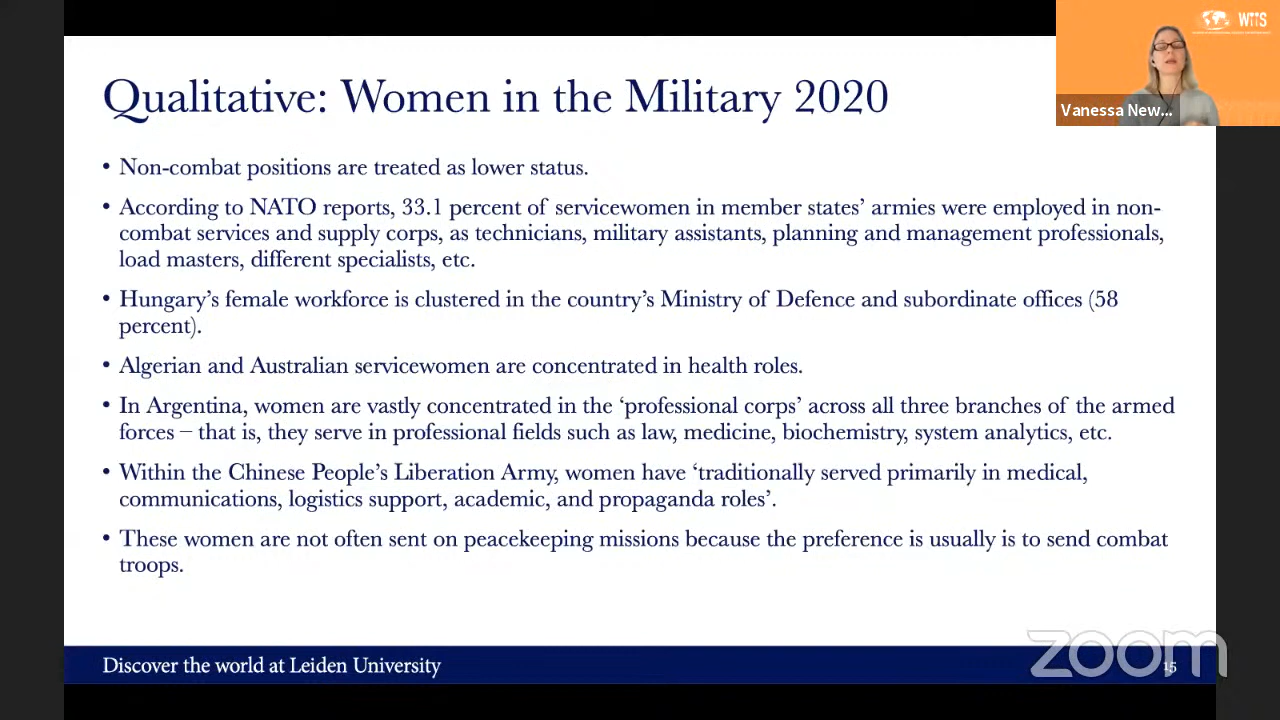 Qualitative: Women in the Military 2020
WIIS
Vanessa New...
• Non-combat positions are treated as lower status.
• According to NATO reports, 33.1 percent of servicewomen in member states’ armies were employed in non-
combat services and supply corps, as technicians, military assistants, planning and management professionals,
load masters, different specialists, etc.
• Hungary’s female workforce is clustered in the country’s Ministry of Defence and subordinate offices (58
percent).
• Algerian and Australian servicewomen are concentrated in health roles.
• In Argentina, women are vastly concentrated in the ‘professional corps’ across all three branches of the armed
forces – that is, they serve in professional fields such as law, medicine, biochemistry, system analytics, etc.
• Within the Chinese People’s Liberation Army, women have ‘traditionally served primarily in medical,
communications, logistics support, academic, and propaganda roles’.
• These women are not often sent on peacekeeping missions because the preference is usually is to send combat
troops.
Discover the world at Leiden University
zoom
15